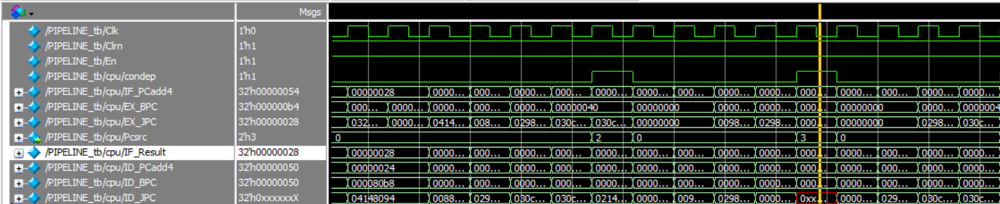 Msgs
/PIPELINE_tb/Clk 1'h0
/PIPELINE_tb/Clrn 1'h1
/PIPELINE_tb/En 1'h1
/PIPELINE_tb/cpu/condep 1'h1
/PIPELINE_tb/cpu/IF_PCadd4 32'h00000054 00000028 0000... 000... 0000... 000... 0000... 0000... 000... 0000... 0000... 000... 0000... 000... 0000... 0000...
/PIPELINE_tb/cpu/EX_BPC 32'h000000b4 000... 0000... 0000... 000... 0000... 00000040 00000000 0000... 0000... 000... 00000000 0000... 0000004
/PIPELINE_tb/cpu/EX_JPC 32'h00000028 032... 0000... 0414... 008... 0298... 030c... 030c... 00000000 0098... 0298... 000... 00000000 0298... 030c...
/PIPELINE_tb/cpu/Pcsrc 2'h3 0 2 0 3 0
/PIPELINE_tb/cpu/IF_Result 32'h00000028 00000028 0000... 000... 0000... 000... 0000... 0000... 000... 0000... 0000... 000... 0000... 000... 0000... 0000...
/PIPELINE_tb/cpu/ID_PCadd4 32'h00000050 00000024 0000... 000... 0000... 000... 0000... 0000... 000... 0000... 0000... 000... 0000... 000... 0000... 0000...
/PIPELINE_tb/cpu/ID_BPC 32'h00000050 000080b8 0000... 000... 0000... 000... 0000... 0000... 000... 0000... 0000... 000... 0000... 000... 0000... 0000...
/PIPELINE_tb/cpu/ID_JPC 32'h0xxxxxxX 04148094 0088... 029... 030c... 030c... 0214... 0000... 009... 0298... 0000... 0xx... 0000... 029... 030c... 030c...